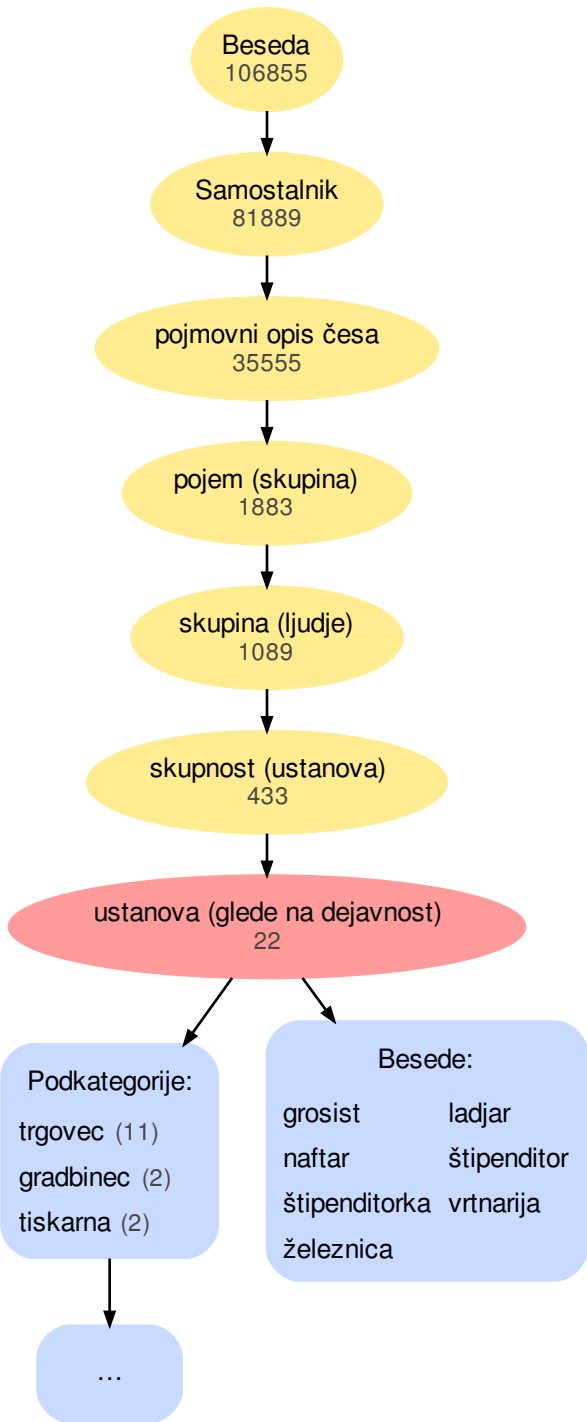 Beseda
106855
Samostalnik
81889
pojmovni opis česa
35555
pojem (skupina)
1883
skupina (ljudje)
1089
skupnost (ustanova)
433
ustanova (glede na dejavnost)
22
Podkategorije:
trgovec (11)
gradbinec (2)
tiskarna (2)
...
Besede:
grosist ladjar
naftar štipenditor
štipenditorka vrtnarija
železnica